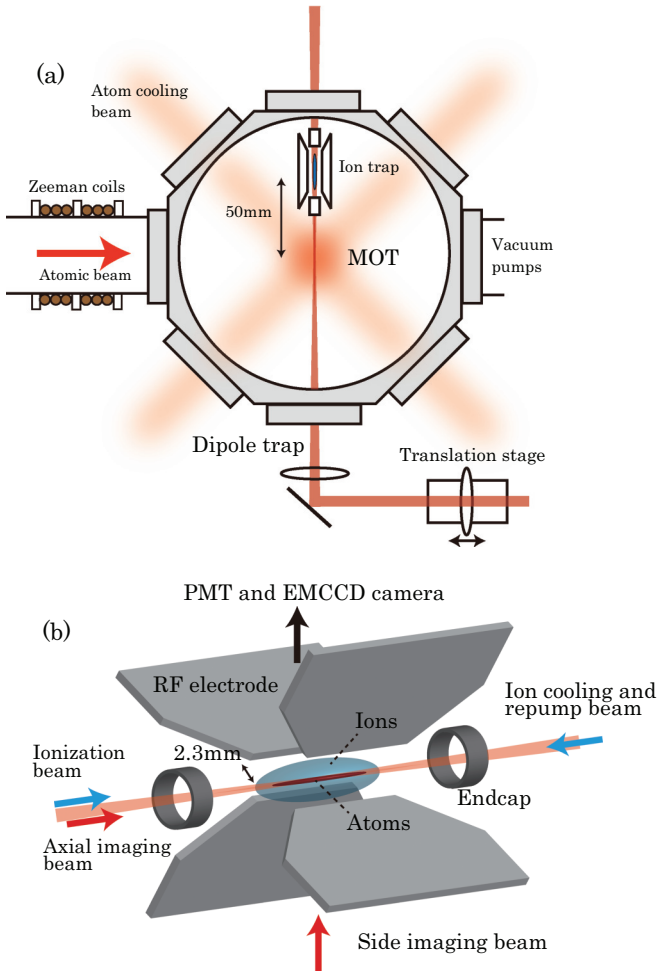 (a)
Atom cooling
beam
Zeeman coils
Atomic beam
50mm
Ion trap
MOT
Vacuum
pumps
Dipole trap
Translation stage
PMT and EMCCD camera
(b)
RF electrode
Ions
Ion cooling and
repump beam
Ionization
beam
2.3mm
Endcap
Axial imaging
beam
Atoms
Side imaging beam